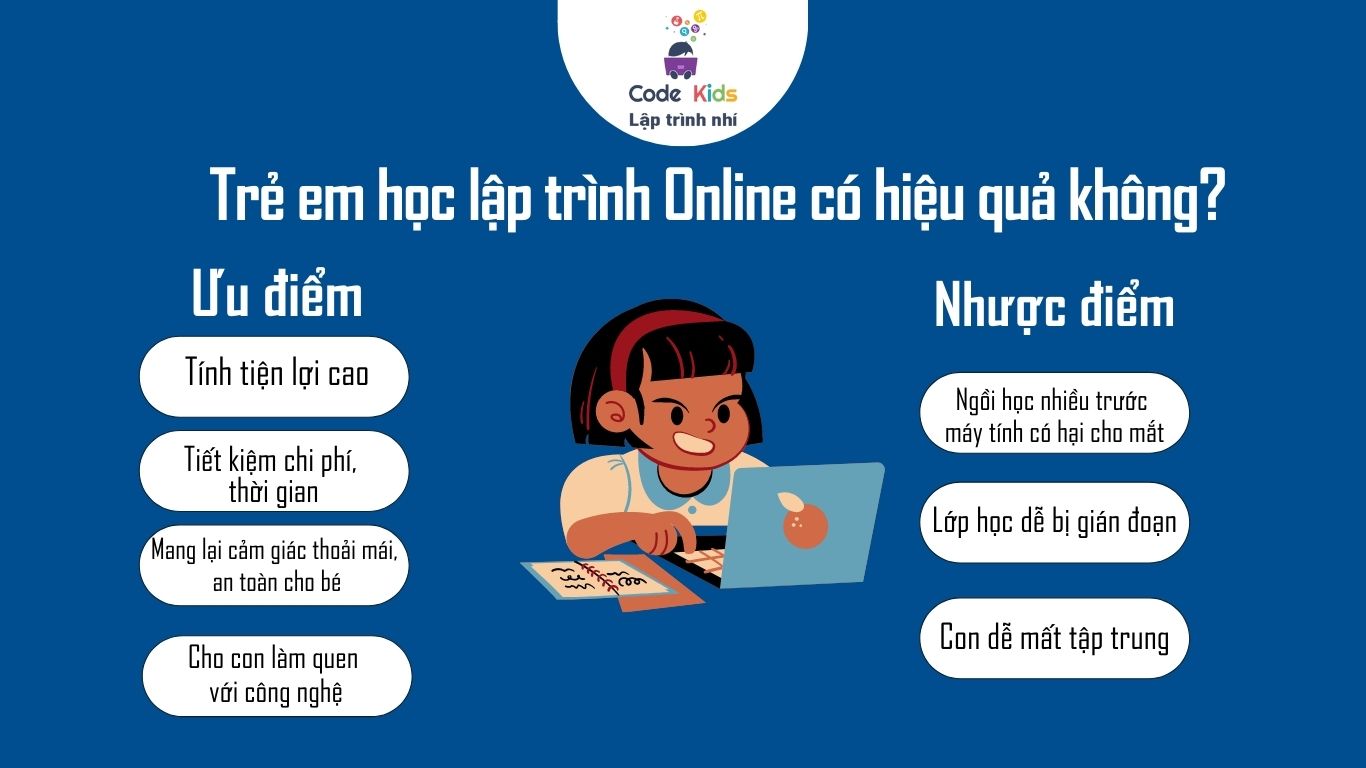 Code Kids
Lập trình nhí
Trẻ em học lập trình Online có hiệu quả không?
Ưu điểm
Tính tiện lợi cao
Tiết kiệm chi phí,
thời gian
Mang lại cảm giác thoải mái,
an toàn cho bé
Cho con làm quen
với công nghệ
Nhược điểm
Ngồi học nhiều trước
máy tính có hại cho mắt
Lớp học dễ bị gián đoạn
Con dễ mất tập trung